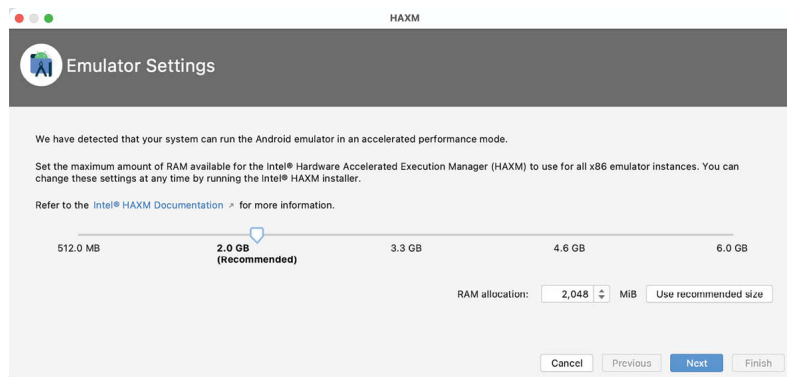 HAXM
Emulator Settings
We have detected that your system can run the Android emulator in an accelerated performance mode.
Set the maximum amount of RAM available for the Intel® Hardware Accelerated Execution Manager (HAXM) to use for all x86 emulator instances. You can
change these settings at any time by running the Intel® HAXM installer.
Refer to the Intel® HAXM Documentation ↗ for more information.
512.0 MB 2.0 GB 3.3 GB 4.6 GB 6.0 GB
(Recommended)
RAM allocation: 2,048 MiB Use recommended size
Cancel Previous Next Finish